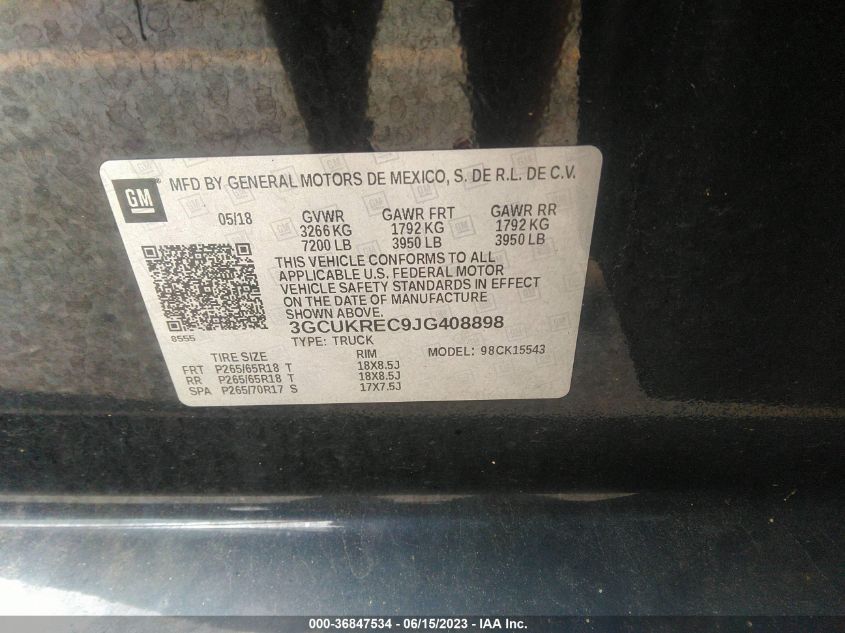 GM
MFD BY GENERAL MOTORS DE MEXICO, S. DE R.L. DE C.V.
05/18 GVWR GAWR FRT GAWR RR
3266 KG 1792 KG 1792 KG
7200 LB 3950 LB 3950 LB
THIS VEHICLE CONFORMS TO ALL
APPLICABLE U.S. FEDERAL MOTOR
VEHICLE SAFETY STANDARDS IN EFFECT
ON THE DATE OF MANUFACTURE
SHOWN ABOVE.
8555
3GCUKREC9JG408898
TYPE: TRUCK MODEL: 98CK15543
TIRE SIZE RIM
FRT P265/65R18 T 18X8.5J
RR P265/65R18 T 18X8.5J
SPA P265/70R17 S 17X7.5J
000-36847534 - 06/15/2023 - IAA Inc.